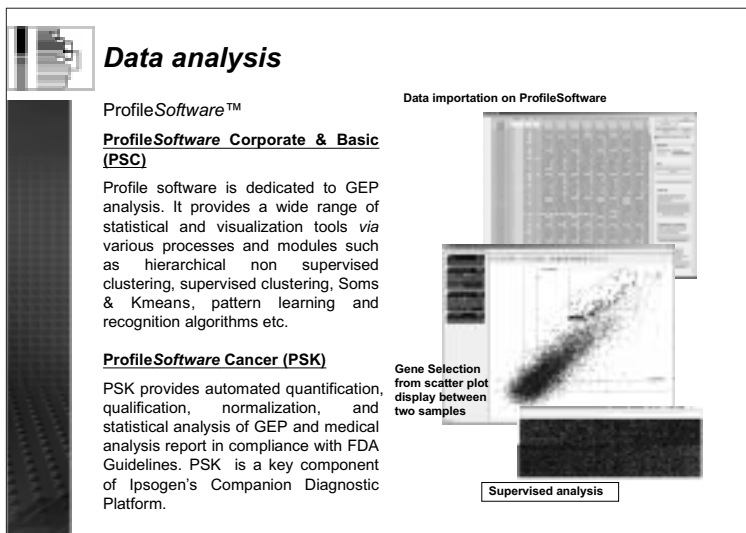 Data analysis
ProfileSoftware™
ProfileSoftware Corporate & Basic
(PSC)
Profile software is dedicated to GEP
analysis. It provides a wide range of
statistical and visualization tools via
various processes and modules such
as hierarchical non supervised
clustering, supervised clustering, Soms
& Kmeans, pattern learning and
recognition algorithms etc.
ProfileSoftware Cancer (PSK)
PSK provides automated quantification,
qualification, normalization, and
statistical analysis of GEP and medical
analysis report in compliance with FDA
Guidelines. PSK is a key component
of Ipsogen's Companion Diagnostic
Platform.
Data importation on ProfileSoftware
Gene Selection
from scatter plot
display between
two samples
Supervised analysis